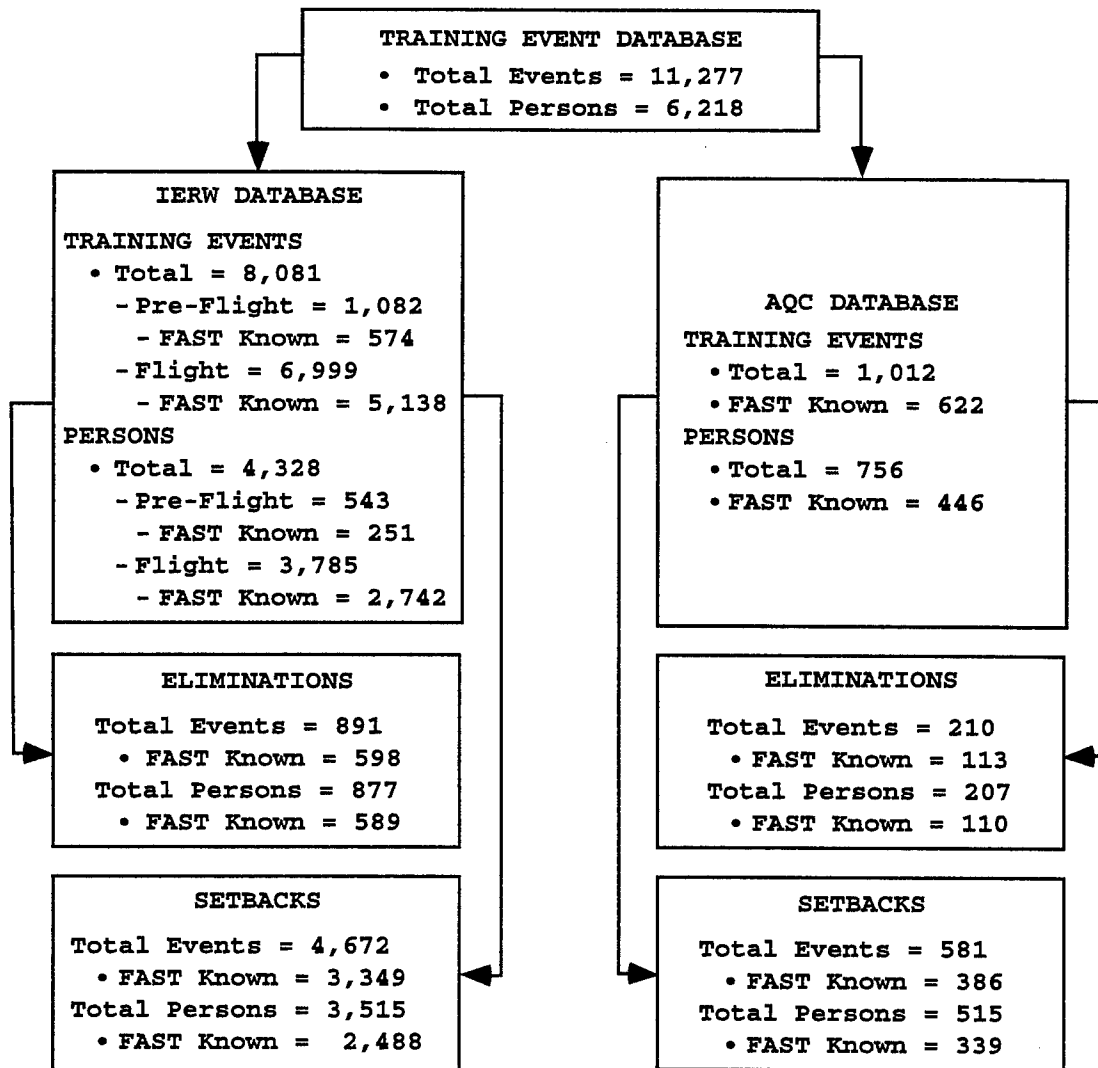 TRAINING EVENT DATABASE
• Total Events = 11,277
• Total Persons = 6,218
IERW DATABASE
TRAINING EVENTS
• Total = 8,081
- Pre-Flight = 1,082
- FAST Known = 574
- Flight = 6,999
- FAST Known = 5,138
PERSONS
• Total = 4,328
- Pre-Flight = 543
- FAST Known = 251
- Flight = 3,785
- FAST Known = 2,742
AQC DATABASE
TRAINING EVENTS
• Total = 1,012
• FAST Known = 622
PERSONS
• Total = 756
• FAST Known = 446
ELIMINATIONS
Total Events = 891
• FAST Known = 598
Total Persons = 877
• FAST Known = 589
ELIMINATIONS
Total Events = 210
• FAST Known = 113
Total Persons = 207
• FAST Known = 110
SETBACKS
Total Events = 4,672
• FAST Known = 3,349
Total Persons = 3,515
• FAST Known = 2,488
SETBACKS
Total Events = 581
• FAST Known = 386
Total Persons = 515
• FAST Known = 339